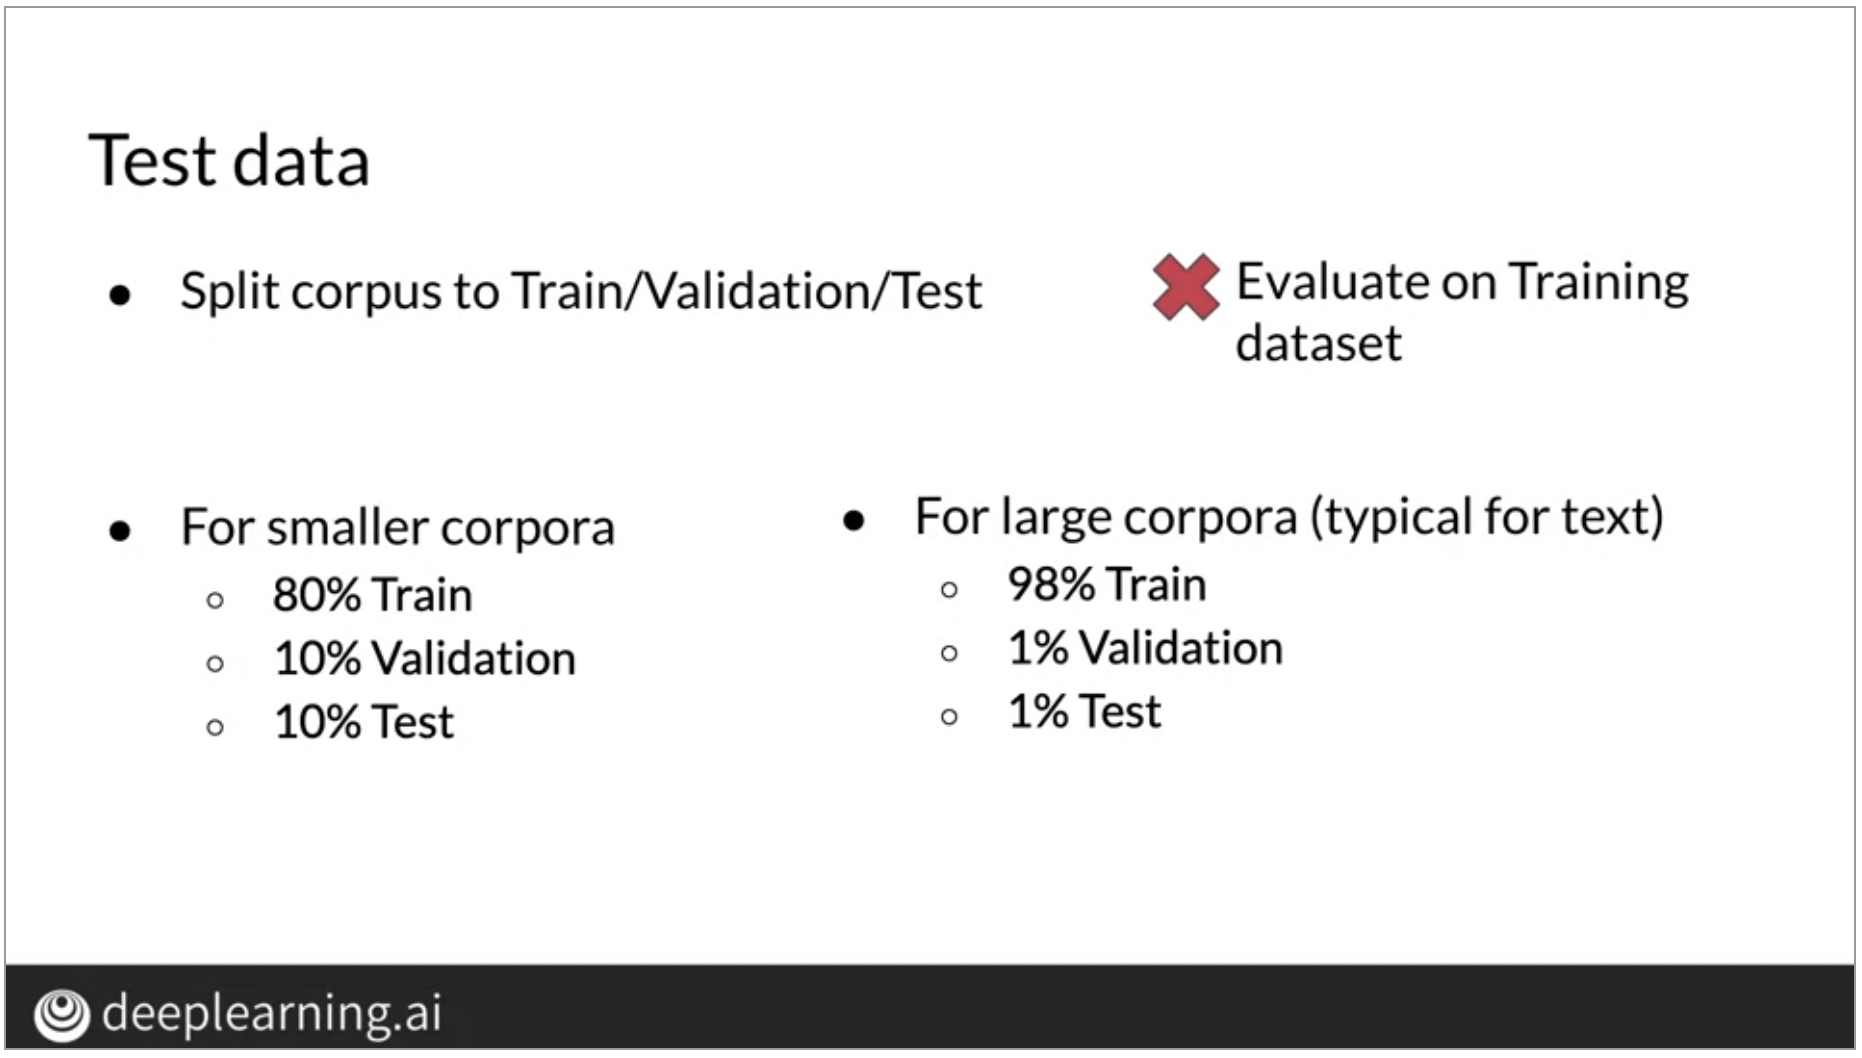 Test data
● Split corpus to Train/Validation/Test
Evaluate on Training
dataset
● For smaller corpora
○ 80% Train
○ 10% Validation
○ 10% Test
● For large corpora (typical for text)
○ 98% Train
○ 1% Validation
○ 1% Test
deeplearning.ai